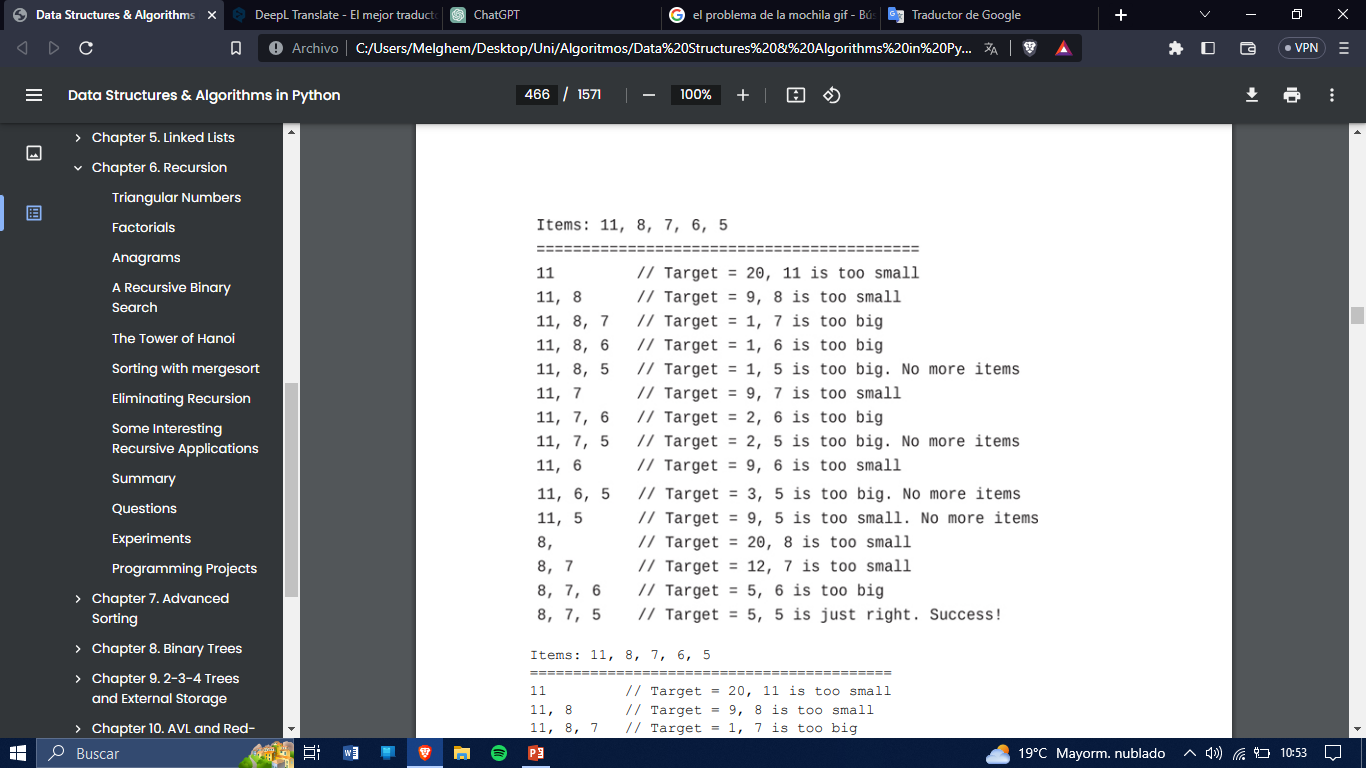 Data Structures & Algorithms
DeepL Translate - El mejor traduct
ChatGPT
el problema de la mochila gif - Bús
Traductor de Google
Archivo
C:/Users/Melghem/Desktop/Uni/Algoritmos/Data%20Structures%20&%20Algorithms%20in%20Py...
VPN
Data Structures & Algorithms in Python
466 / 1571
100%
Chapter 5. Linked Lists
Chapter 6. Recursion
Triangular Numbers
Factorials
Anagrams
A Recursive Binary
Search
The Tower of Hanoi
Sorting with mergesort
Eliminating Recursion
Some Interesting
Recursive Applications
Summary
Questions
Experiments
Programming Projects
Chapter 7. Advanced
Sorting
Chapter 8. Binary Trees
Chapter 9. 2-3-4 Trees
and External Storage
Chapter 10. AVL and Red-
Items: 11, 8, 7, 6, 5
==========================================
11 // Target = 20, 11 is too small
11, 8 // Target = 9, 8 is too small
11, 8, 7 // Target = 1, 7 is too big
11, 8, 6 // Target = 1, 6 is too big
11, 8, 5 // Target = 1, 5 is too big. No more items
11, 7 // Target = 9, 7 is too small
11, 7, 6 // Target = 2, 6 is too big
11, 7, 5 // Target = 2, 5 is too big. No more items
11, 6 // Target = 9, 6 is too small
11, 6, 5 // Target = 3, 5 is too big. No more items
11, 5 // Target = 9, 5 is too small. No more items
8, // Target = 20, 8 is too small
8, 7 // Target = 12, 7 is too small
8, 7, 6 // Target = 5, 6 is too big
8, 7, 5 // Target = 5, 5 is just right. Success!
Items: 11, 8, 7, 6, 5
==========================================
11 // Target = 20, 11 is too small
11, 8 // Target = 9, 8 is too small
11, 8, 7 // Target = 1, 7 is too big
Buscar
19°C Mayorm. nublado
10:53